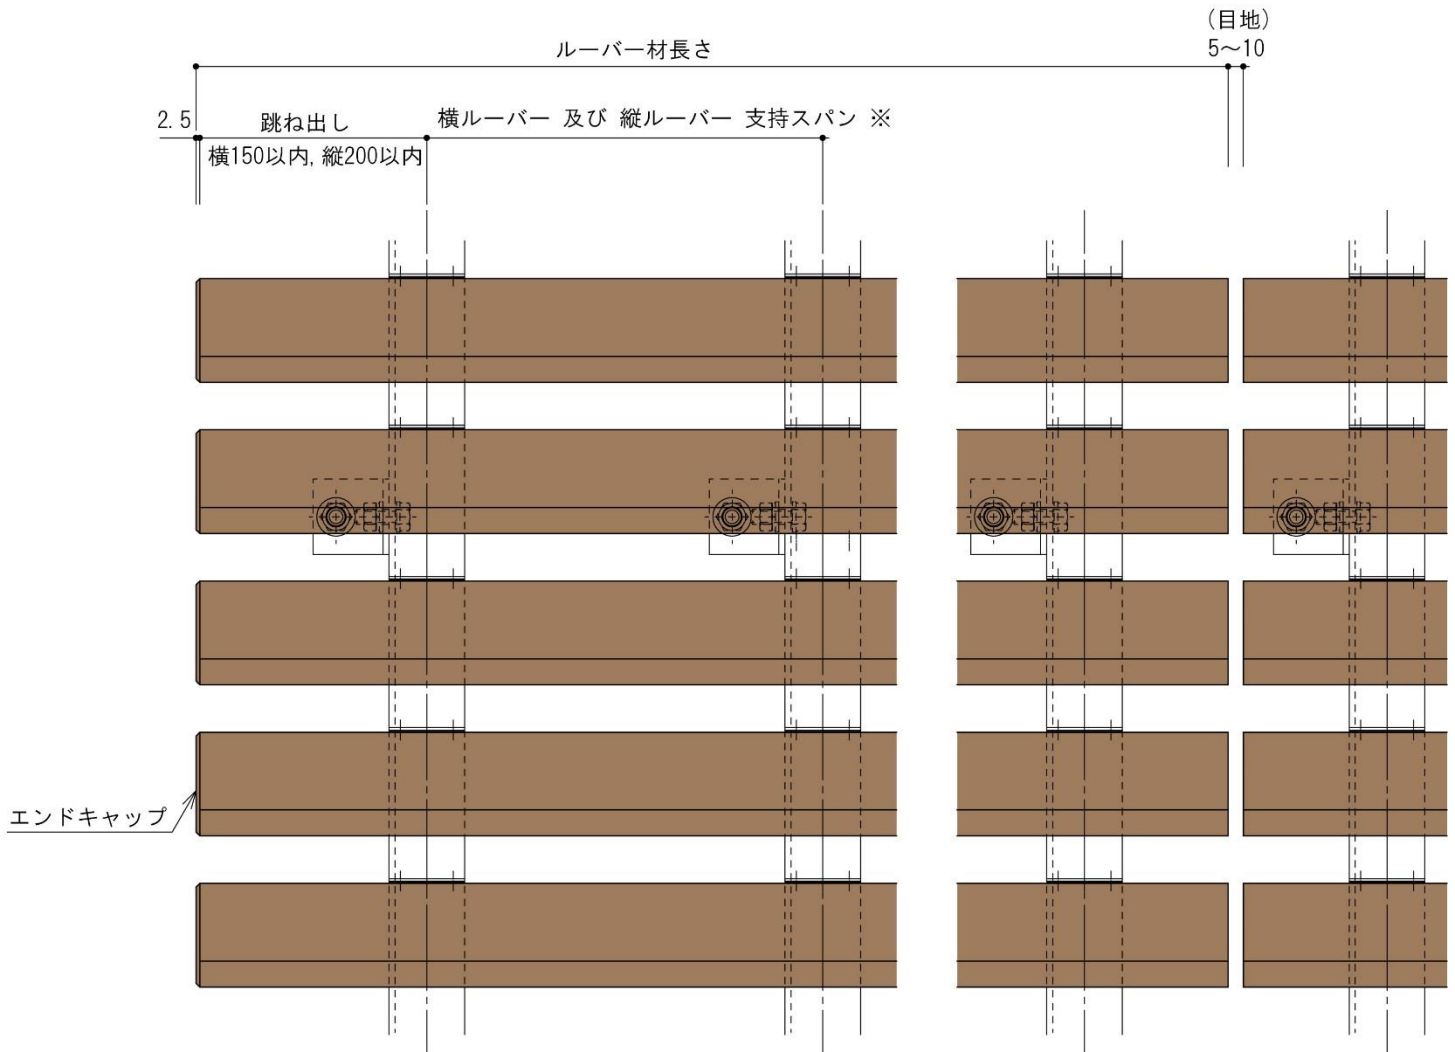 (目地)
ルーバー材長さ
5～10
2.5
跳ね出し
横ルーバー 及び 縦ルーバー 支持スパン ※
横150以内, 縦200以内
エンドキャップ